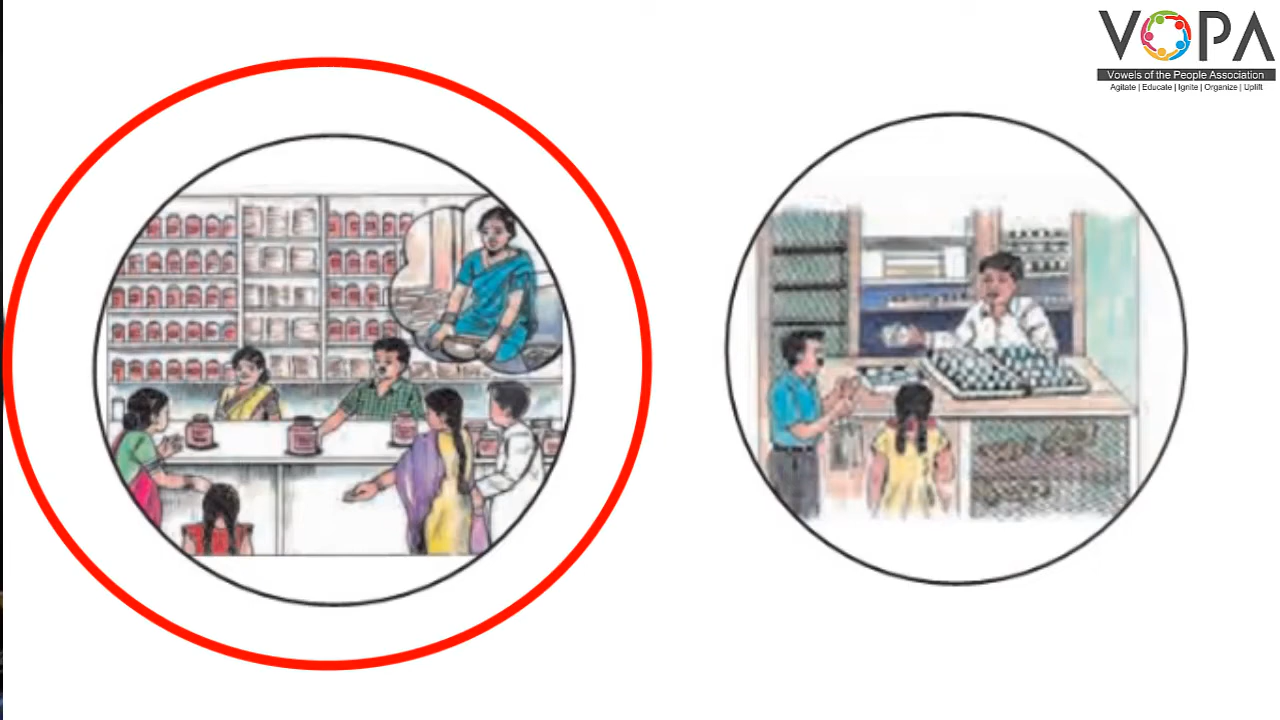 VOPA
Vowels of the People Association
Agitate | Educate | Ignite | Organize | Uplift